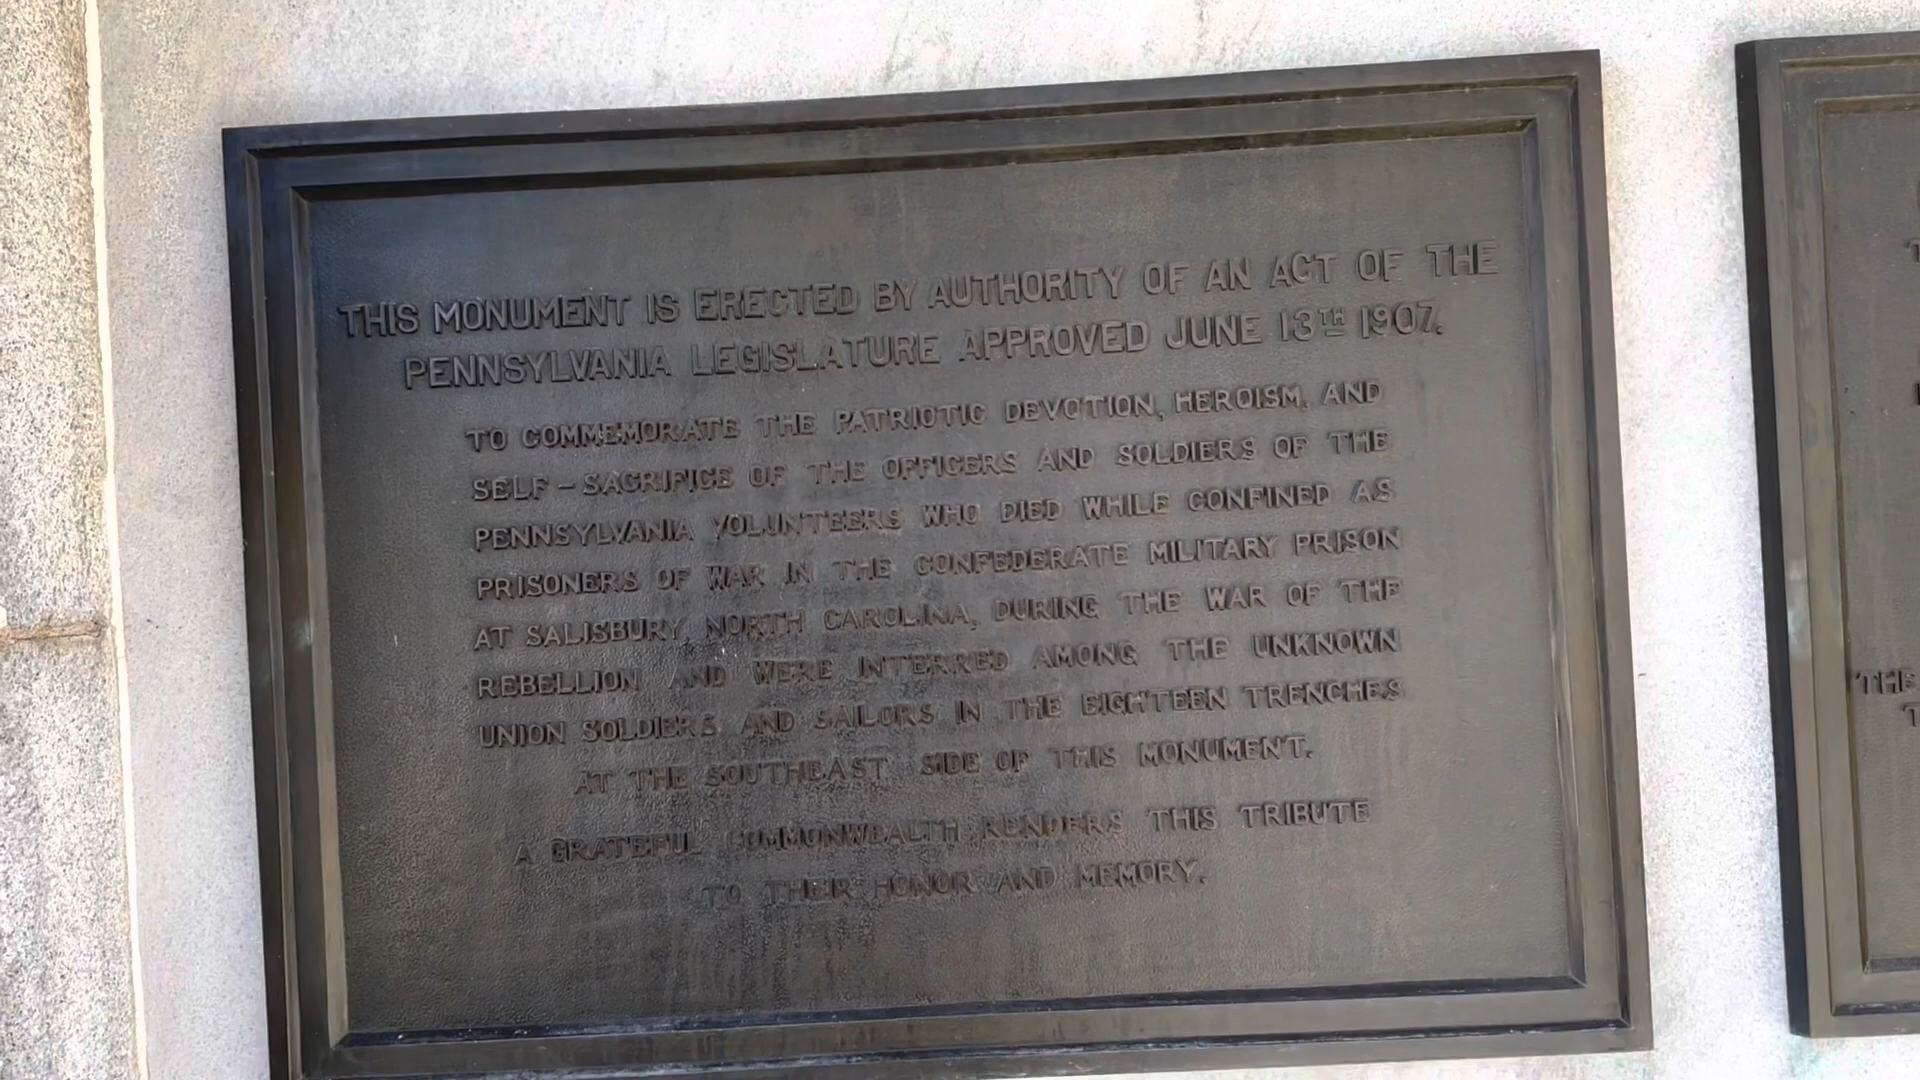 THIS MONUMENT IS ERECTED BY AUTHORITY OF AN ACT OF THE
PENNSYLVANIA LEGISLATURE APPROVED JUNE 13TH 1907.
TO COMMEMORATE THE PATRIOTIC DEVOTION, HEROISM, AND
SELF-SACRIFICE OF THE OFFICERS AND SOLDIERS OF THE
PENNSYLVANIA VOLUNTEERS WHO DIED WHILE CONFINED AS
PRISONERS OF WAR IN THE CONFEDERATE MILITARY PRISON
AT SALISBURY, NORTH CAROLINA, DURING THE WAR OF THE
REBELLION AND WERE INTERRED AMONG THE UNKNOWN
UNION SOLDIERS AND SAILORS IN THE EIGHTEEN TRENCHES
AT THE SOUTHEAST SIDE OF THIS MONUMENT.
A GRATEFUL COMMONWEALTH RENDERS THIS TRIBUTE
TO THEIR HONOR AND MEMORY.
THE